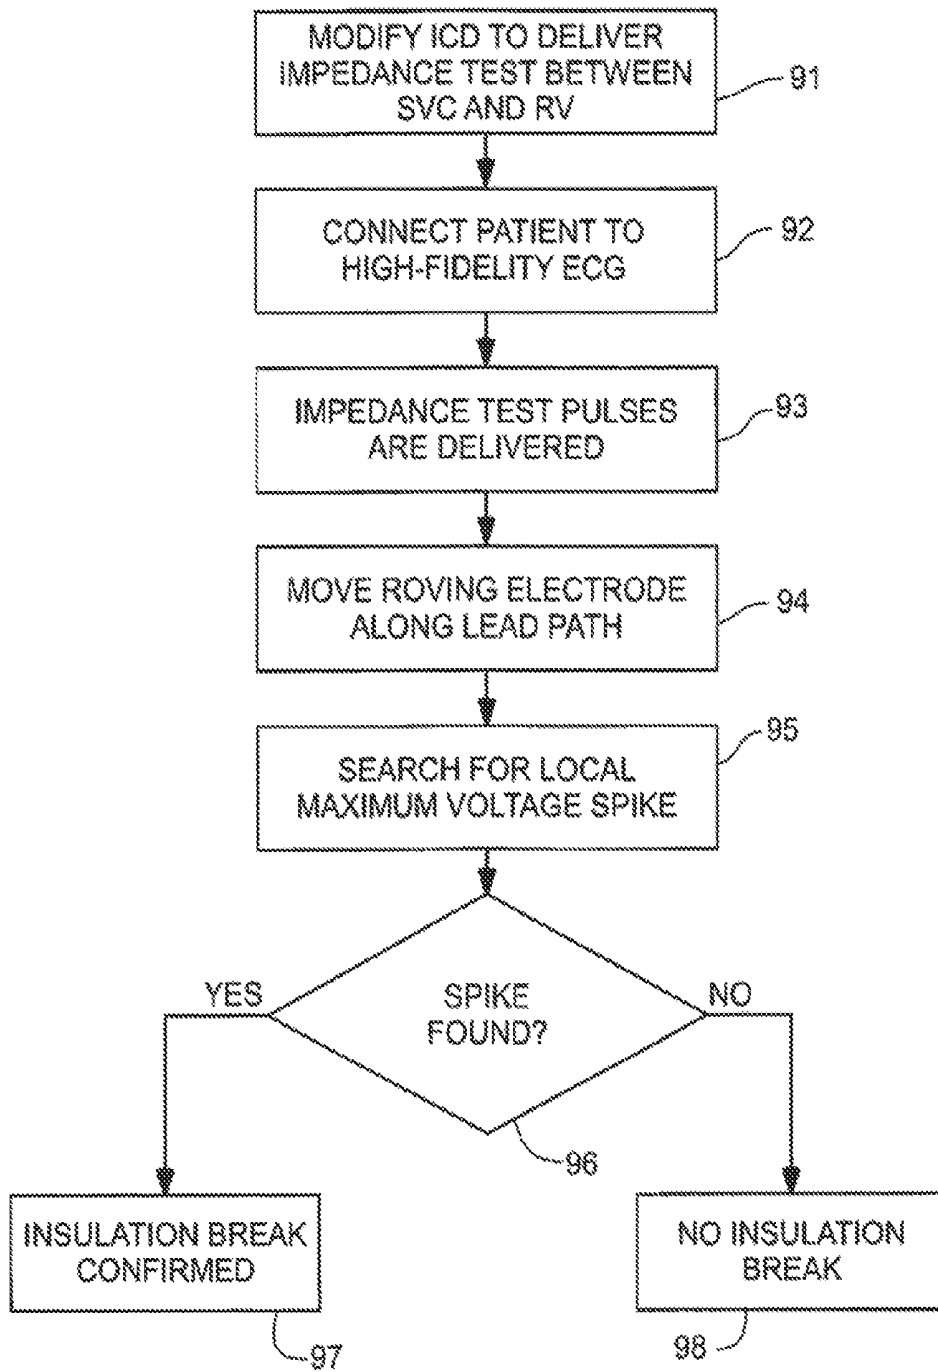 MODIFY ICD TO DELIVER
IMPEDANCE TEST BETWEEN
SVC AND RV
91
CONNECT PATIENT TO
HIGH-FIDELITY ECG
92
IMPEDANCE TEST PULSES
ARE DELIVERED
93
MOVE ROVING ELECTRODE
ALONG LEAD PATH
94
SEARCH FOR LOCAL
MAXIMUM VOLTAGE SPIKE
95
YES
SPIKE
FOUND?
NO
96
INSULATION BREAK
CONFIRMED
97
NO INSULATION
BREAK
98